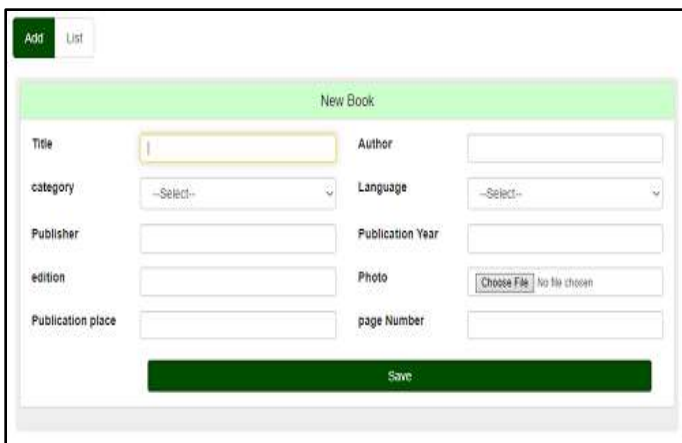 Add List
New Book
Title Author
category --Select-- Language --Select--
Publisher Publication Year
edition Photo Choose File No file chosen
Publication place page Number
Save